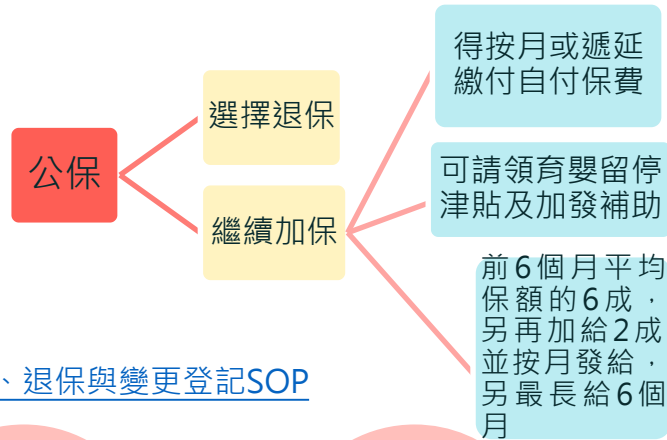 公保
選擇退保
繼續加保
得按月或遞延
繳付自付保費
可請領育嬰留停
津貼及加發補助
前6個月平均
保額的6成，
另再加給2成
並按月發給，
另最長給6個
月
、退保與變更登記SOP